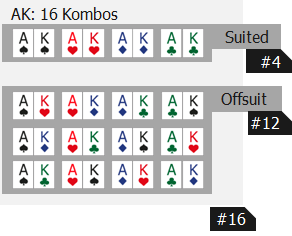 AK: 16 Kombos
A♠ K♠ A♥ K♥ A♦ K♦ A♣ K♣ Suited
#4
A♠ K♥ A♥ K♦ A♦ K♣ A♣ K♠ Offsuit
#12
A♠ K♦ A♥ K♣ A♦ K♠ A♣ K♥
A♠ K♣ A♥ K♠ A♦ K♥ A♣ K♦
#16